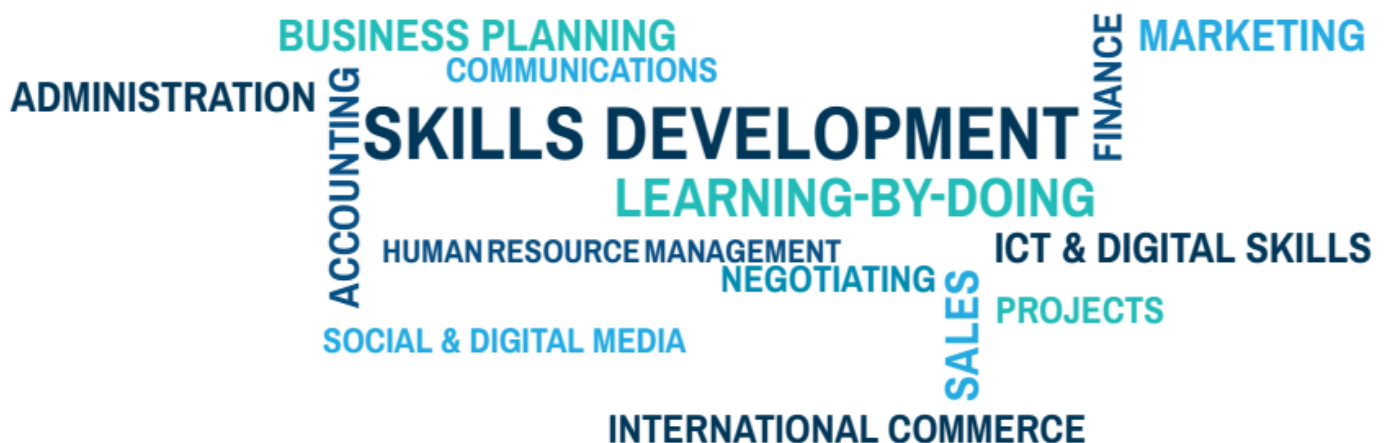 BUSINESS PLANNING
FINANCE
MARKETING
COMMUNICATIONS
ADMINISTRATION
ACCOUNTING
SKILLS DEVELOPMENT
LEARNING-BY-DOING
HUMAN RESOURCE MANAGEMENT
ICT & DIGITAL SKILLS
NEGOTIATING
SALES
PROJECTS
SOCIAL & DIGITAL MEDIA
INTERNATIONAL COMMERCE